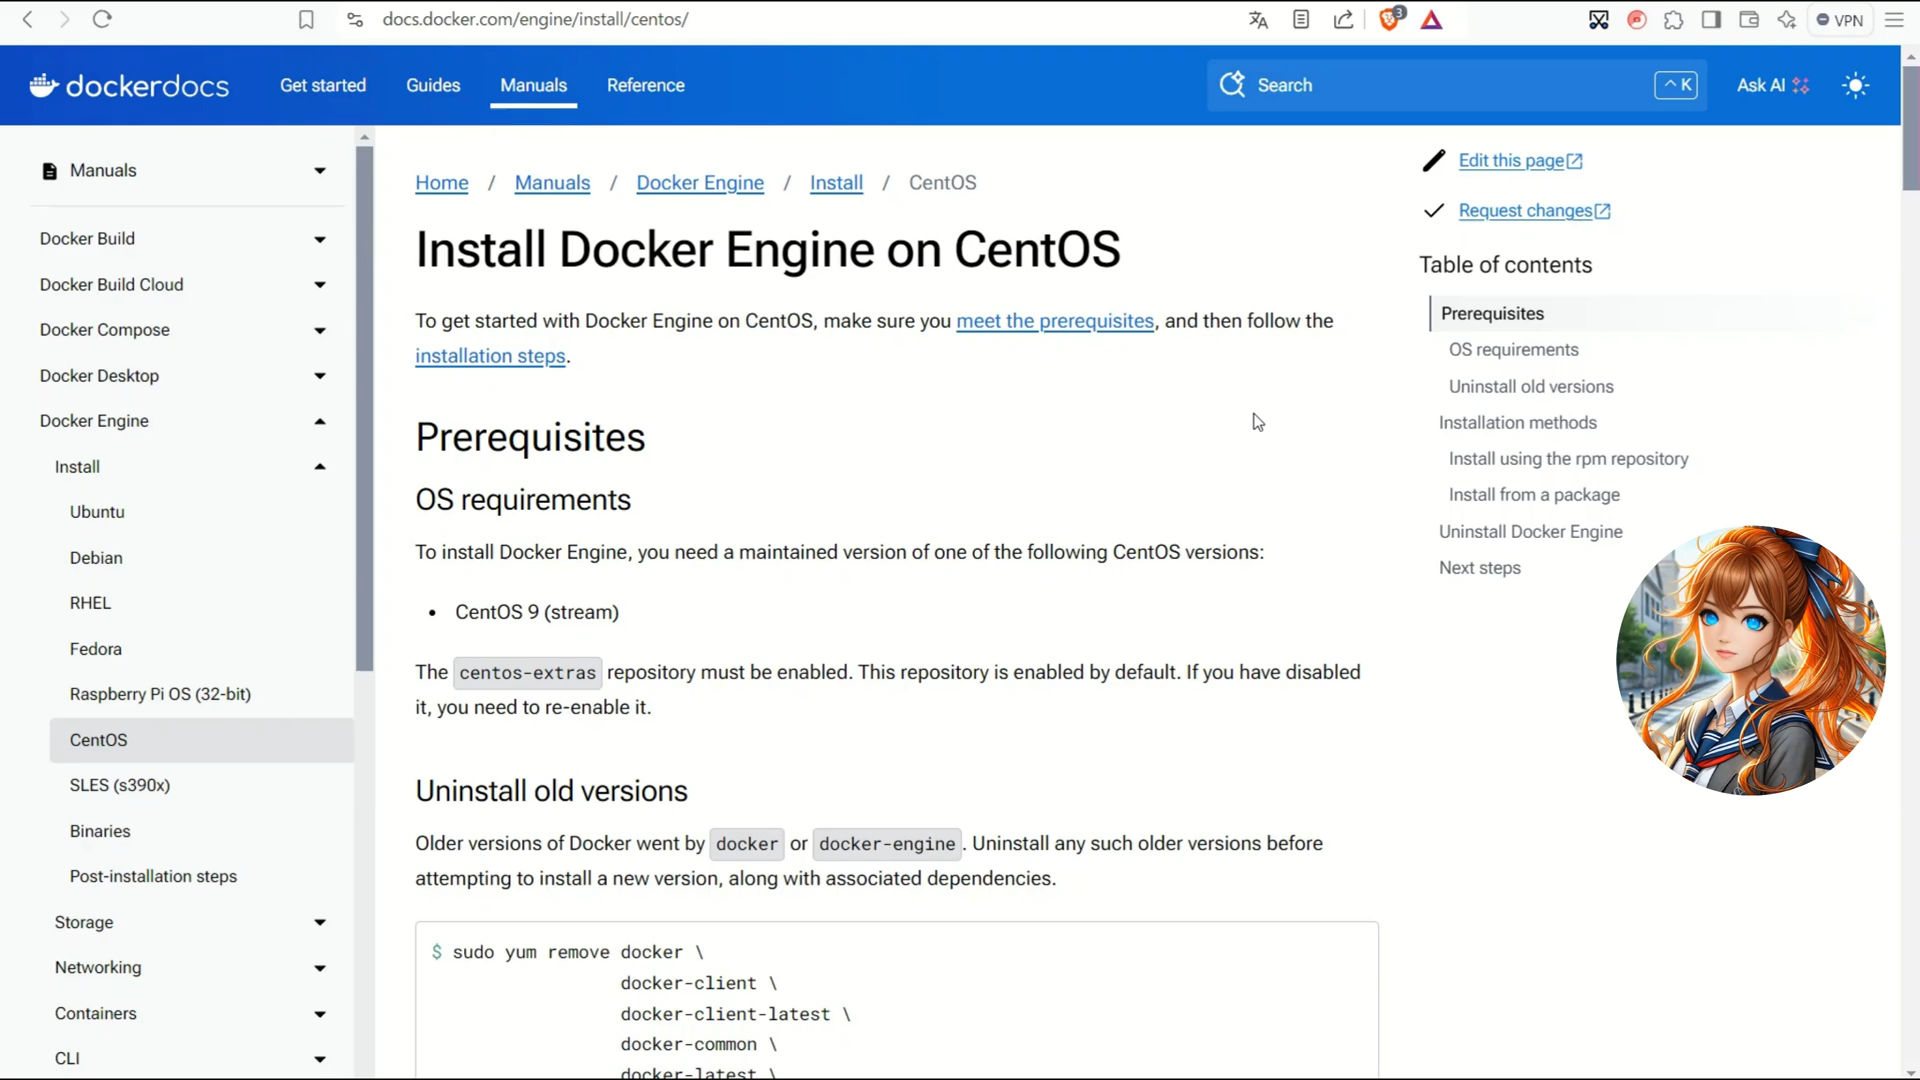 docs.docker.com/engine/install/centos/
3
VPN
dockerdocs
Get started
Guides
Manuals
Reference
Search
^ K
Ask AI
Manuals
Docker Build
Docker Build Cloud
Docker Compose
Docker Desktop
Docker Engine
Install
Ubuntu
Debian
RHEL
Fedora
Raspberry Pi OS (32-bit)
CentOS
SLES (s390x)
Binaries
Post-installation steps
Storage
Networking
Containers
CLI
Home / Manuals / Docker Engine / Install / CentOS
Install Docker Engine on CentOS
To get started with Docker Engine on CentOS, make sure you meet the prerequisites, and then follow the
installation steps.
Prerequisites
OS requirements
To install Docker Engine, you need a maintained version of one of the following CentOS versions:
• CentOS 9 (stream)
The centos-extras repository must be enabled. This repository is enabled by default. If you have disabled
it, you need to re-enable it.
Uninstall old versions
Older versions of Docker went by docker or docker-engine. Uninstall any such older versions before
attempting to install a new version, along with associated dependencies.
$ sudo yum remove docker \
docker-client \
docker-client-latest \
docker-common \
docker-latest \
Edit this page
Request changes
Table of contents
Prerequisites
OS requirements
Uninstall old versions
Installation methods
Install using the rpm repository
Install from a package
Uninstall Docker Engine
Next steps